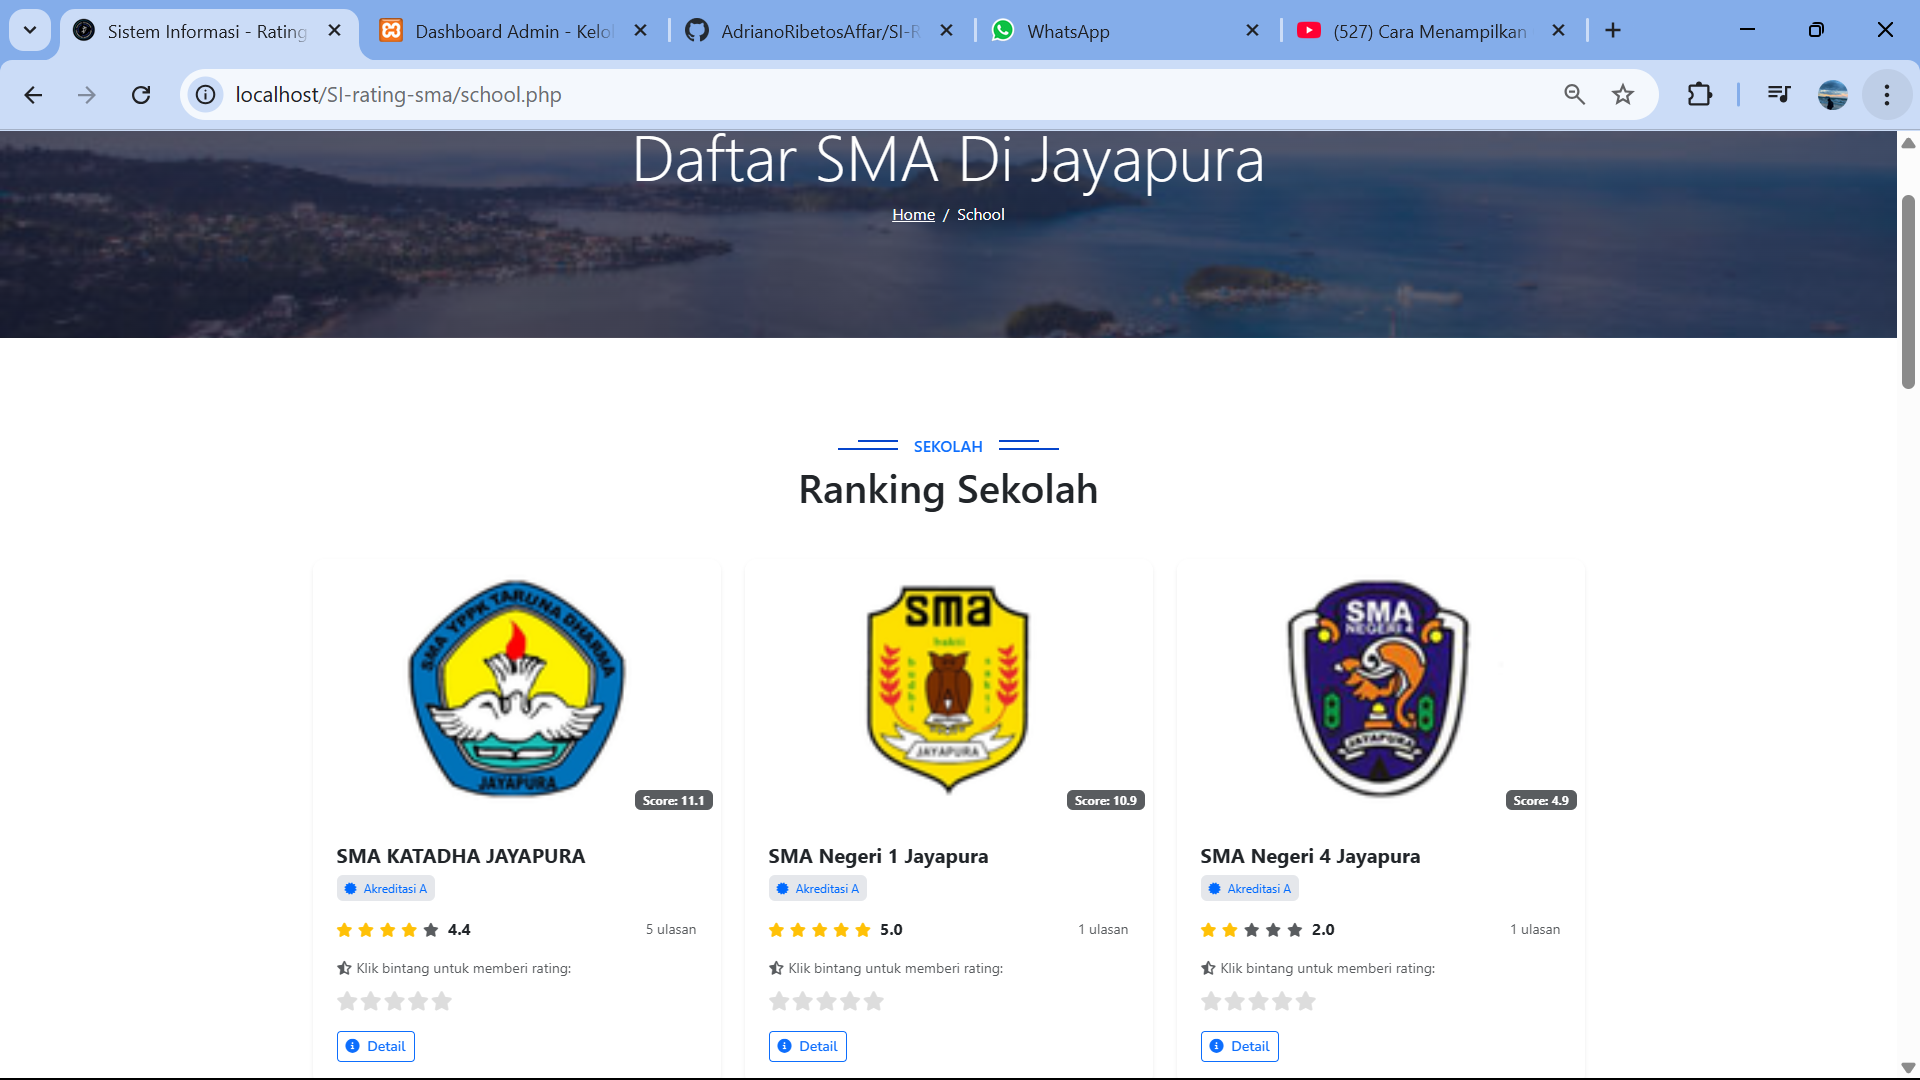 Sistem Informasi - Rating
Dashboard Admin - Kelol
AdrianoRibetosAffar/SI-R
WhatsApp
(527) Cara Menampilkan
localhost/SI-rating-sma/school.php
Daftar SMA Di Jayapura
Home / School
SEKOLAH
Ranking Sekolah
SMA YPPK TARUNA DHARMA
JAYAPURA
Score: 11.1
sma
bakti
budhi
JAYAPURA
Score: 10.9
SMA
NEGERI 4
JAYAPURA
Score: 4.9
SMA KATADHA JAYAPURA
Akreditasi A
4.4
5 ulasan
Klik bintang untuk memberi rating:
Detail
SMA Negeri 1 Jayapura
Akreditasi A
5.0
1 ulasan
Klik bintang untuk memberi rating:
Detail
SMA Negeri 4 Jayapura
Akreditasi A
2.0
1 ulasan
Klik bintang untuk memberi rating:
Detail